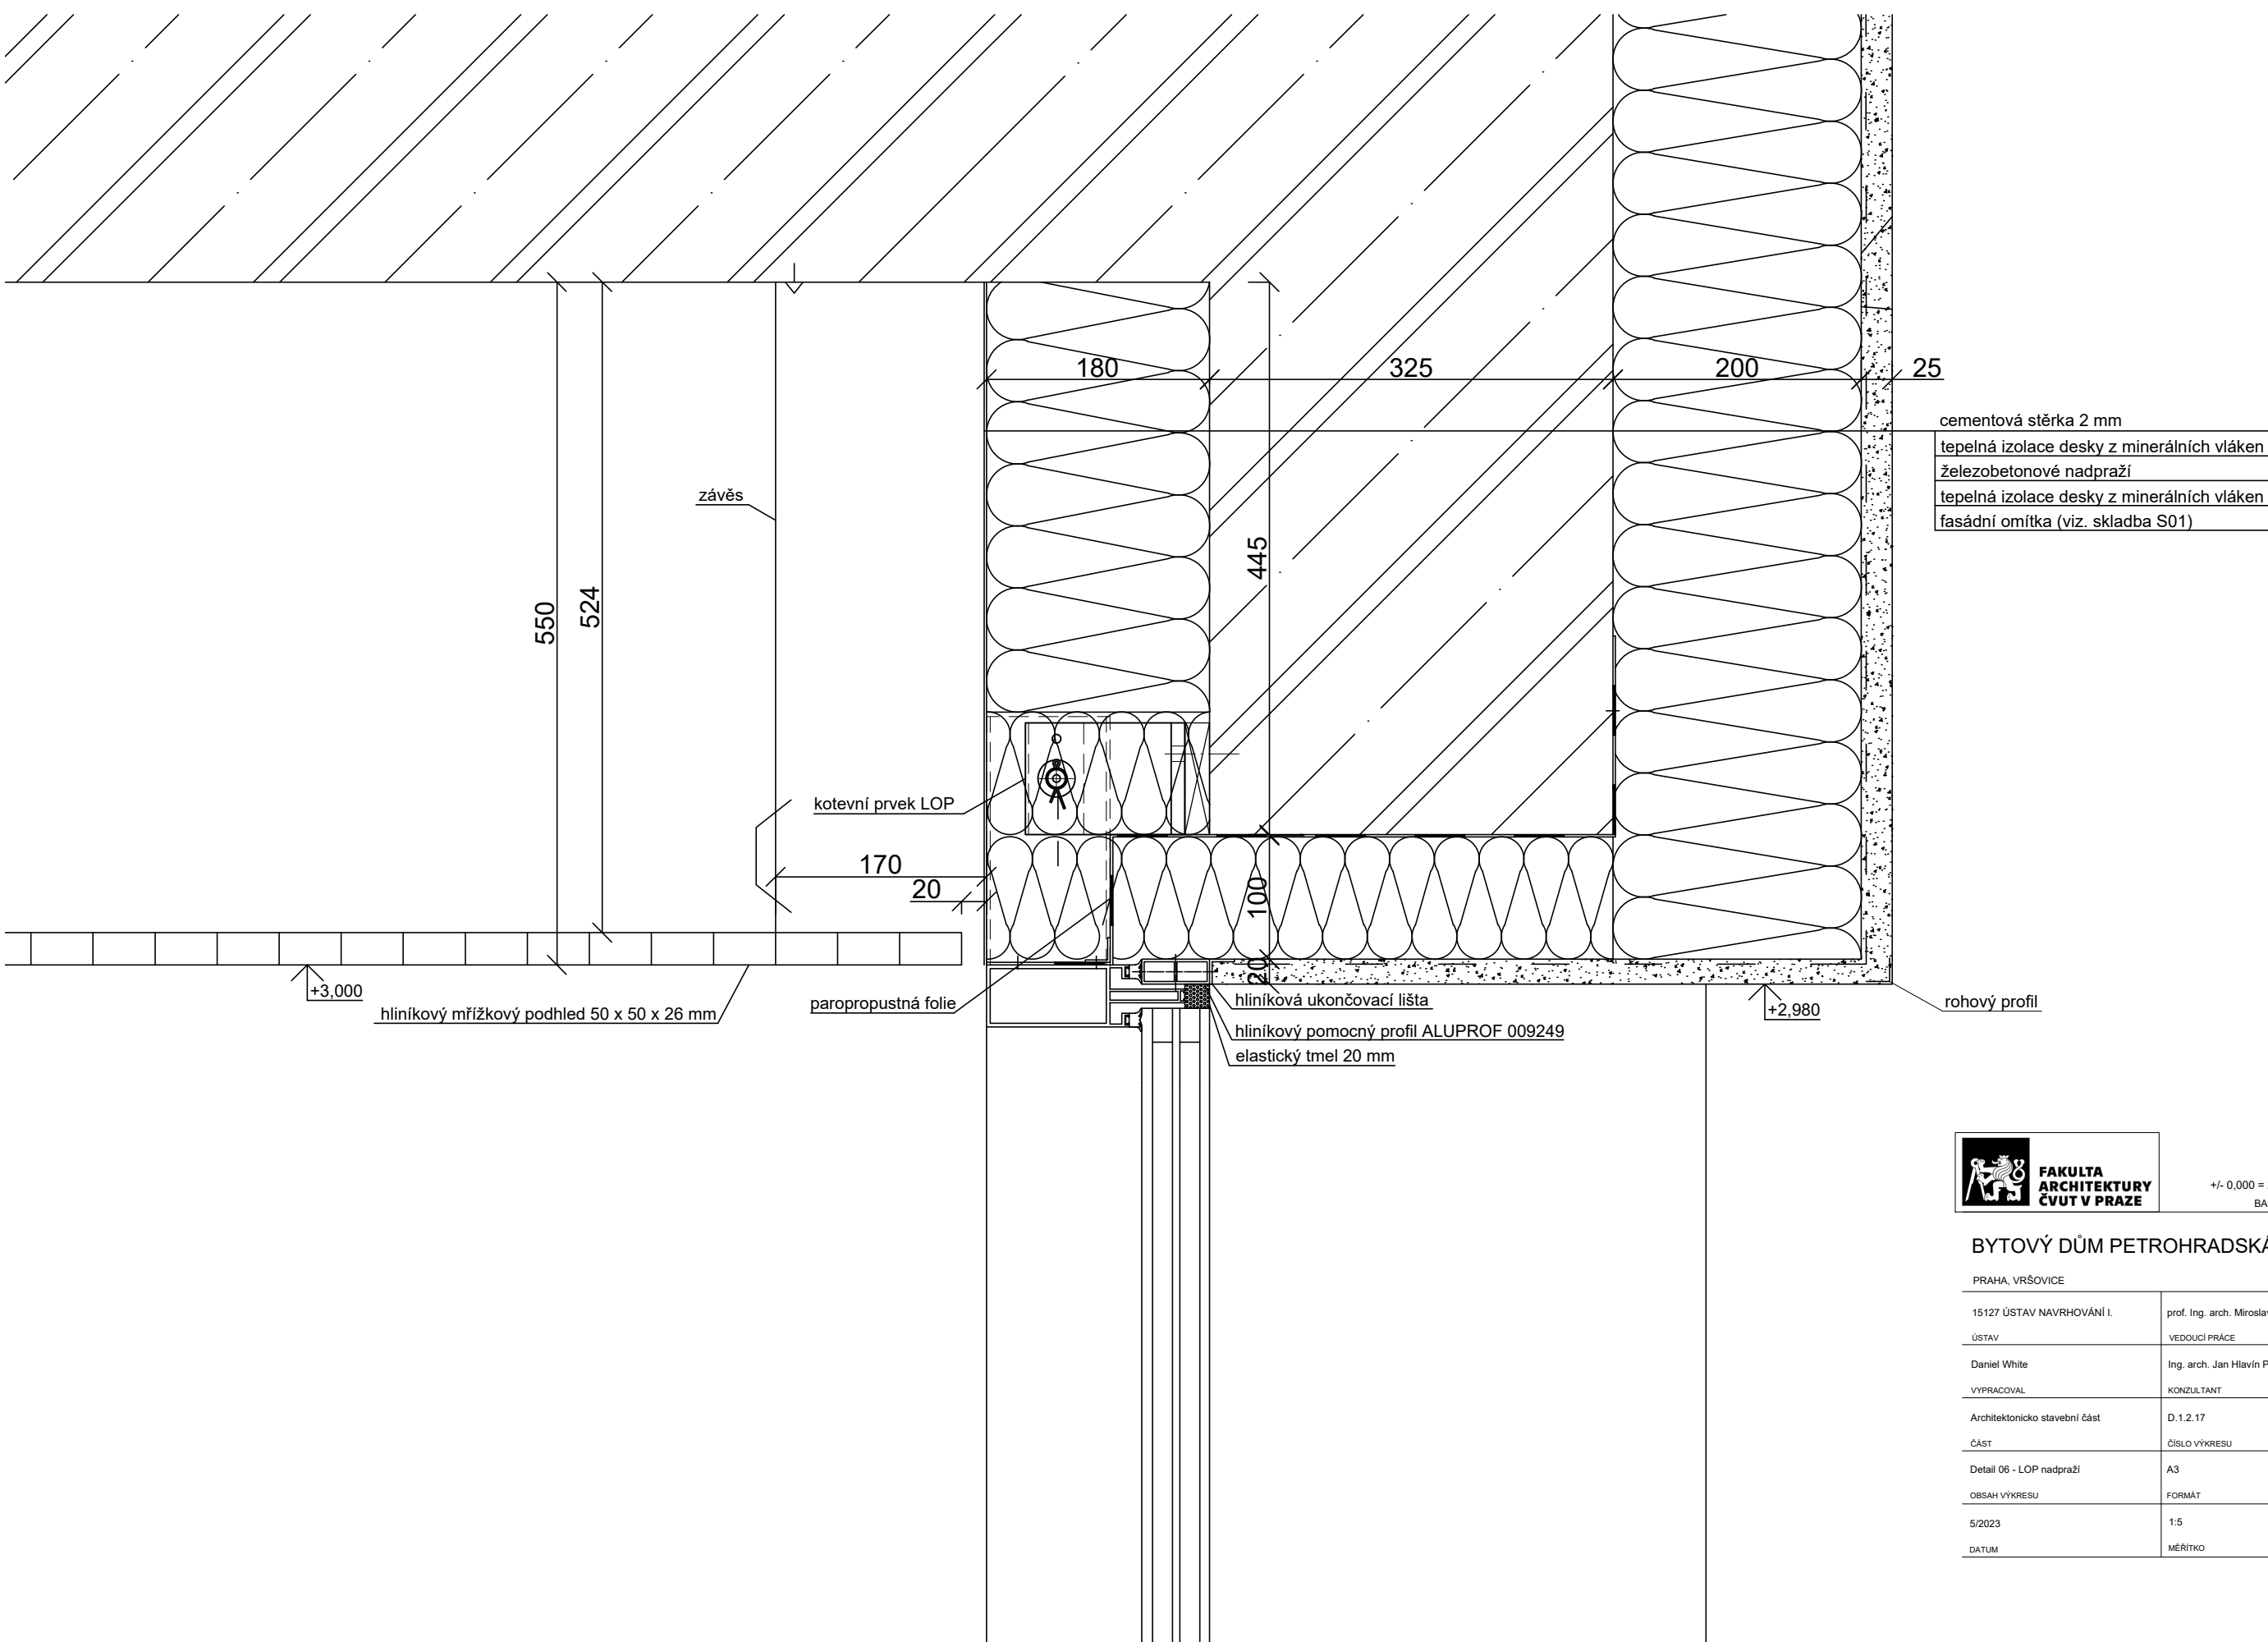 180
325
200
25
cementová stěrka 2 mm
tepelná izolace desky z minerálních vláken
železobetonové nadpraží
tepelná izolace desky z minerálních vláken
fasádní omítka (viz. skladba S01)
závěs
550
524
445
kotevní prvek LOP
170
20
100
20
+3,000
hliníkový mřížkový podhled 50 x 50 x 26 mm
paropropustná folie
hliníková ukončovací lišta
hliníkový pomocný profil ALUPROF 009249
elastický tmel 20 mm
+2,980
rohový profil
FAKULTA
ARCHITEKTURY
ČVUT V PRAZE
+/- 0,000 =
BA
BYTOVÝ DŮM PETROHRADSKÁ
PRAHA, VRŠOVICE
15127 ÚSTAV NAVRHOVÁNÍ I.
prof. Ing. arch. Miroslav
ÚSTAV
VEDOUCÍ PRÁCE
Daniel White
Ing. arch. Jan Hlavín P
VYPRACOVAL
KONZULTANT
Architektonicko stavební část
D.1.2.17
ČÁST
ČÍSLO VÝKRESU
Detail 06 - LOP nadpraží
A3
OBSAH VÝKRESU
FORMÁT
5/2023
1:5
DATUM
MĚŘÍTKO